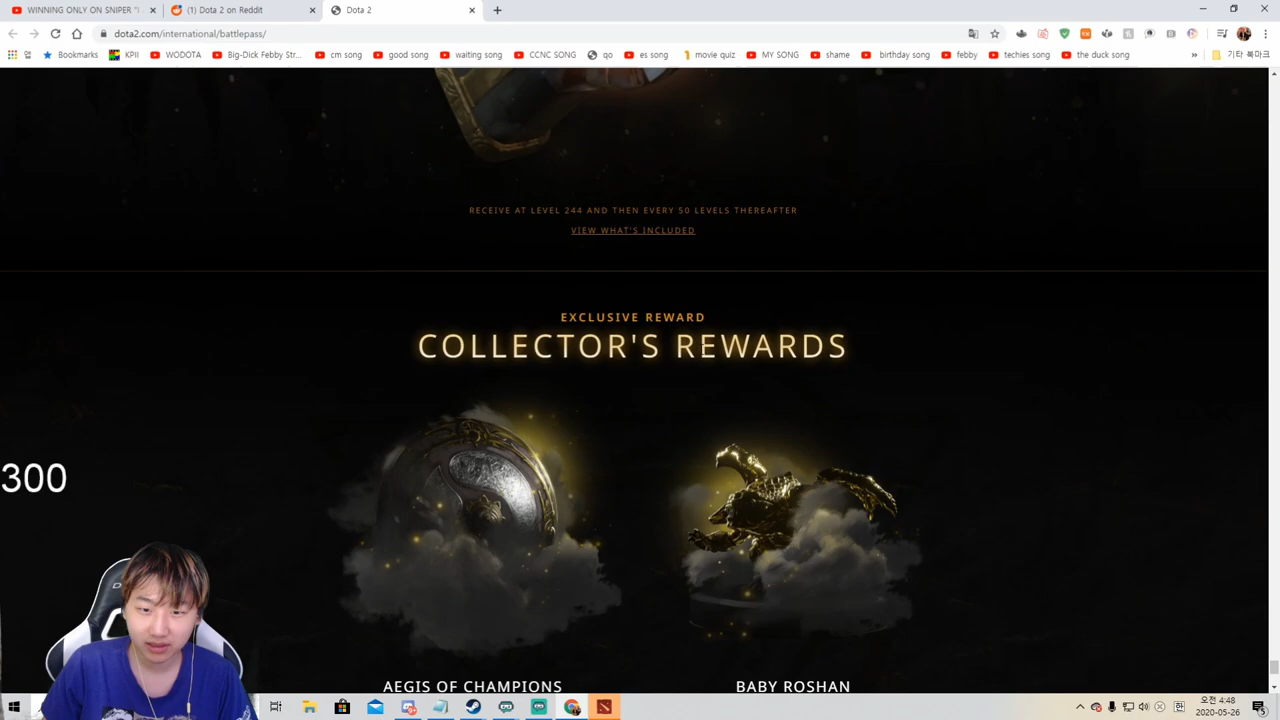 WINNING ONLY ON SNIPER "I
(1) Dota 2 on Reddit
Dota 2
dota2.com/international/battlepass/
앱
Bookmarks
KPII
WODOTA
Big-Dick Febby Str...
cm song
good song
waiting song
CCNC SONG
qo
es song
movie quiz
MY SONG
shame
birthday song
febby
techies song
the duck song
»
기타 북마크
RECEIVE AT LEVEL 244 AND THEN EVERY 50 LEVELS THEREAFTER
VIEW WHAT'S INCLUDED
EXCLUSIVE REWARD
COLLECTOR'S REWARDS
300
AEGIS OF CHAMPIONS
BABY ROSHAN
오전 4:48
2020-05-26